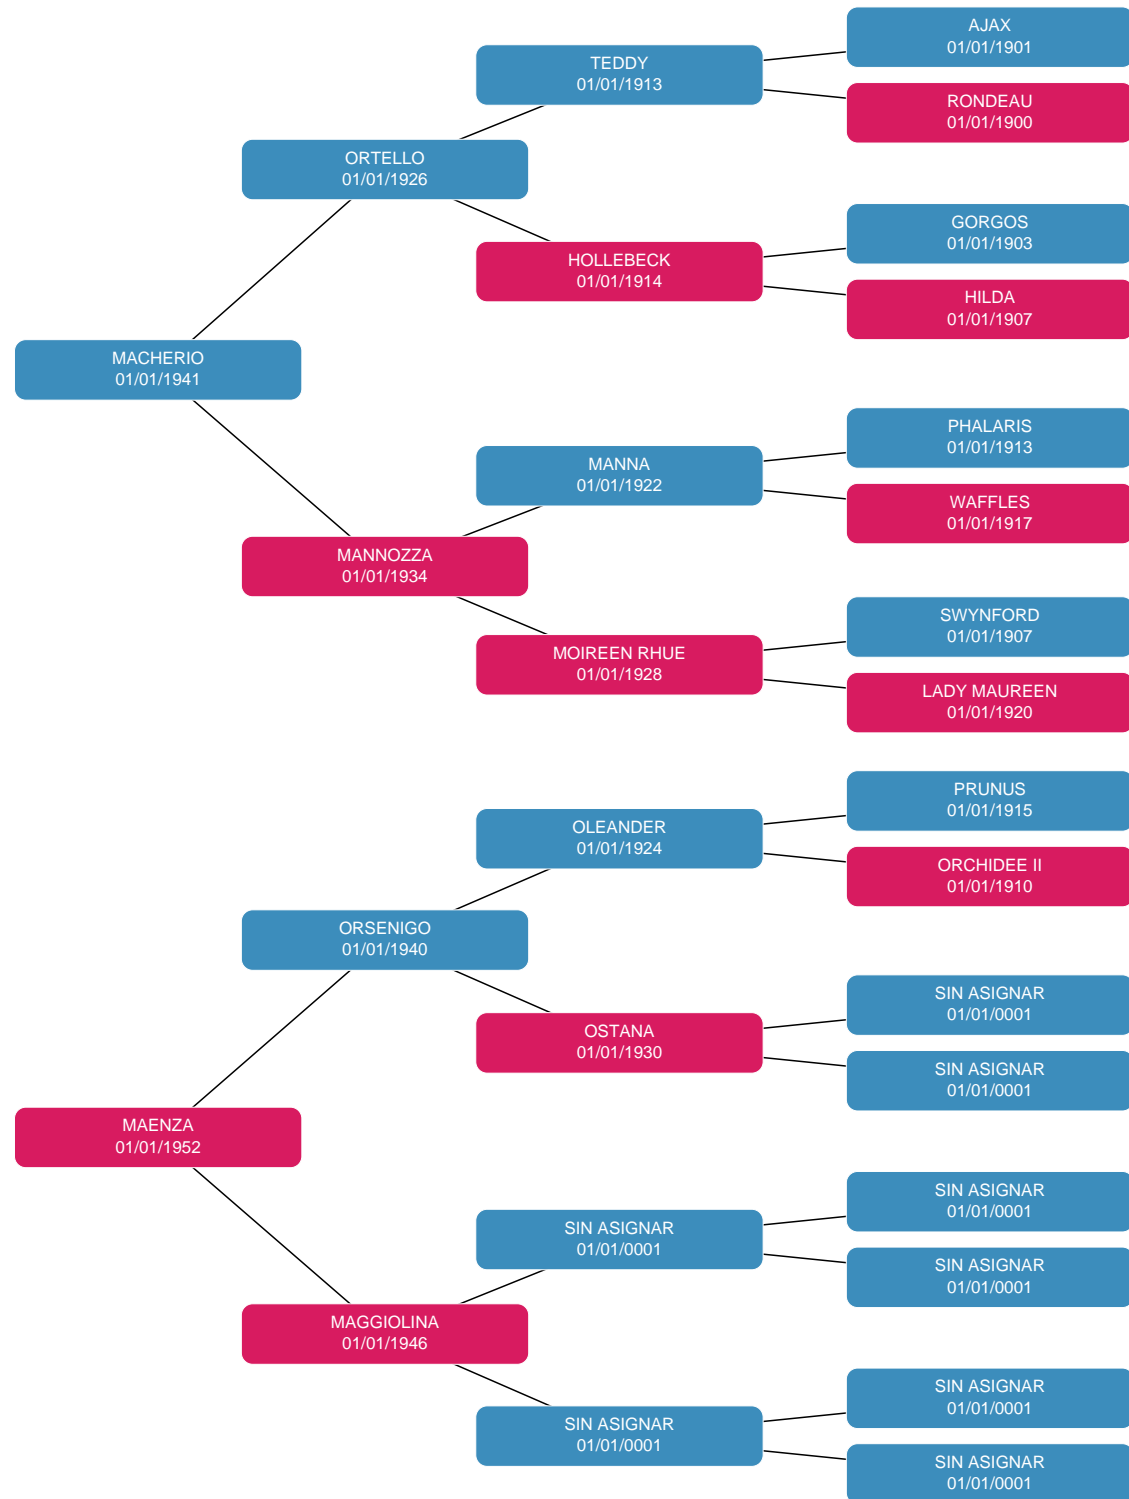 AJAX
01/01/1901
TEDDY
01/01/1913
RONDEAU
01/01/1900
ORTELLO
01/01/1926
GORGOS
01/01/1903
HOLLEBECK
01/01/1914
HILDA
01/01/1907
MACHERIO
01/01/1941
PHALARIS
01/01/1913
MANNA
01/01/1922
WAFFLES
01/01/1917
MANNOZZA
01/01/1934
SWYNFORD
01/01/1907
MOIREEN RHUE
01/01/1928
LADY MAUREEN
01/01/1920
PRUNUS
01/01/1915
OLEANDER
01/01/1924
ORCHIDEE II
01/01/1910
ORSENIGO
01/01/1940
SIN ASIGNAR
01/01/0001
OSTANA
01/01/1930
SIN ASIGNAR
01/01/0001
MAENZA
01/01/1952
SIN ASIGNAR
01/01/0001
SIN ASIGNAR
01/01/0001
SIN ASIGNAR
01/01/0001
MAGGIOLINA
01/01/1946
SIN ASIGNAR
01/01/0001
SIN ASIGNAR
01/01/0001
SIN ASIGNAR
01/01/0001